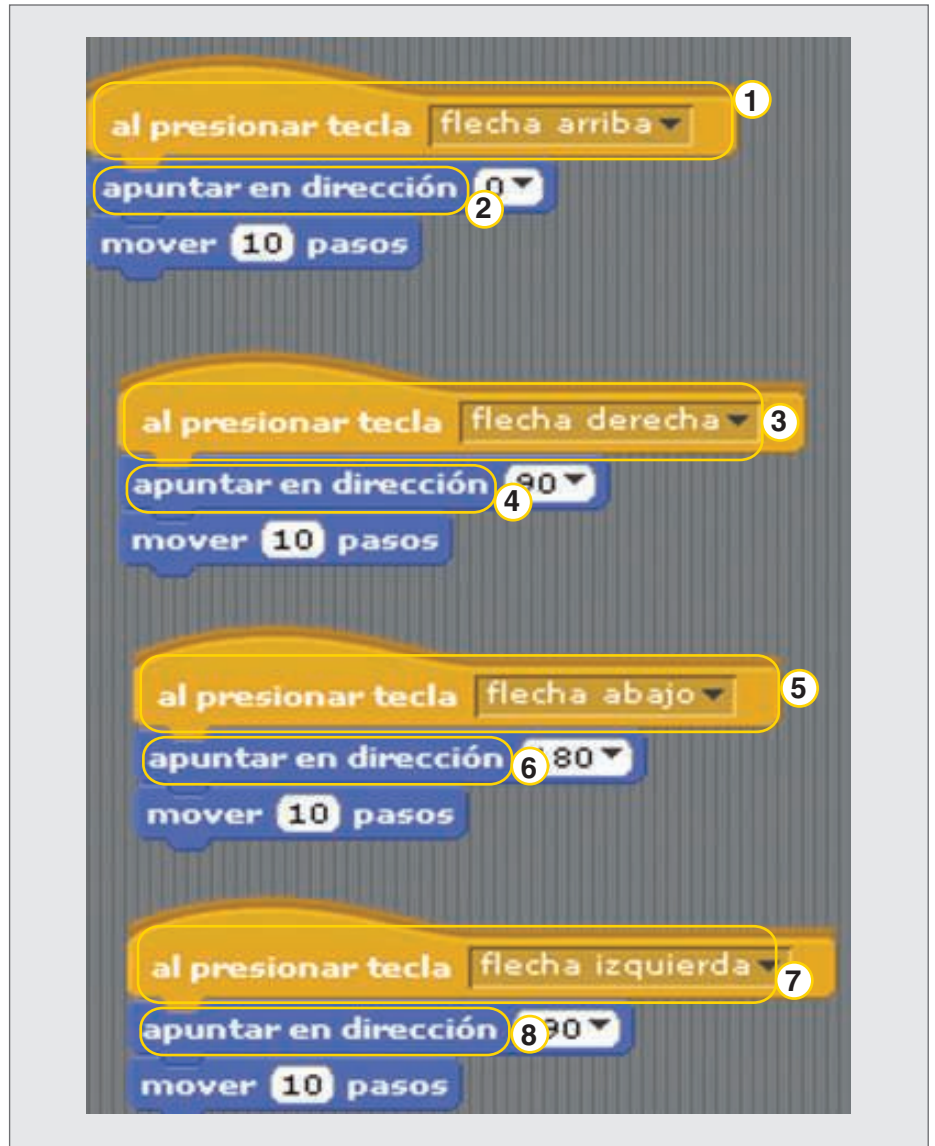 al presionar tecla flecha arriba 1
apuntar en dirección 0 2
mover 10 pasos
al presionar tecla flecha derecha 3
apuntar en dirección 4 90
mover 10 pasos
al presionar tecla flecha abajo 5
apuntar en dirección 6 80
mover 10 pasos
al presionar tecla flecha izquierda 7
apuntar en dirección 8 90
mover 10 pasos